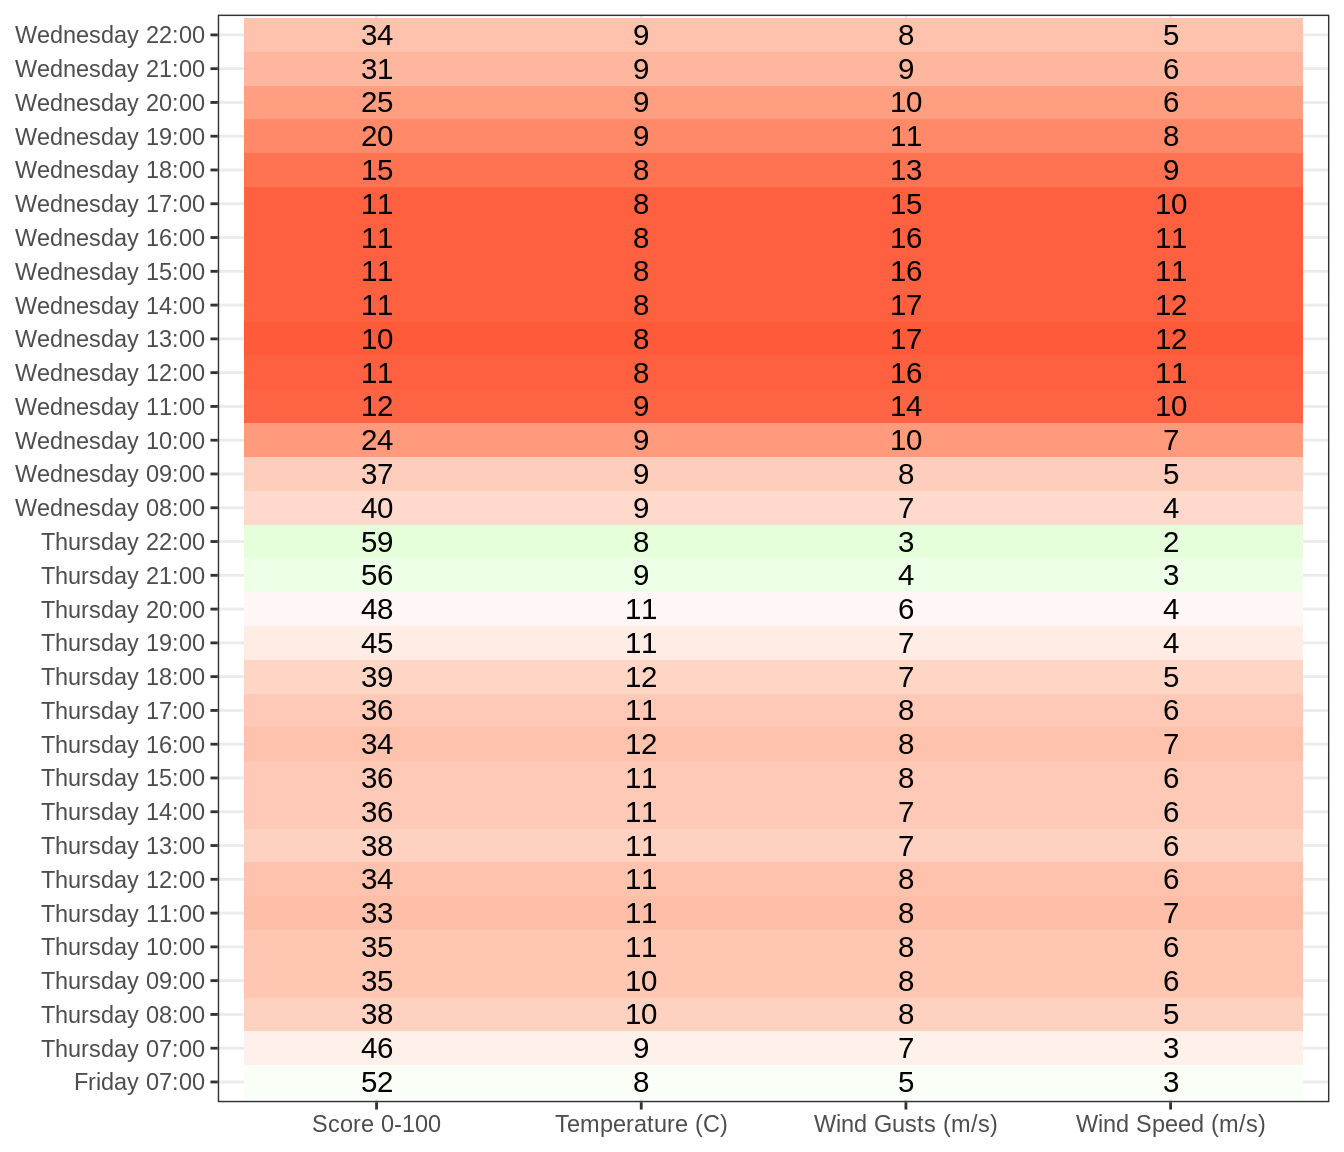 Wednesday 22:00 34 9 8 5
Wednesday 21:00 31 9 9 6
Wednesday 20:00 25 9 10 6
Wednesday 19:00 20 9 11 8
Wednesday 18:00 15 8 13 9
Wednesday 17:00 11 8 15 10
Wednesday 16:00 11 8 16 11
Wednesday 15:00 11 8 16 11
Wednesday 14:00 11 8 17 12
Wednesday 13:00 10 8 17 12
Wednesday 12:00 11 8 16 11
Wednesday 11:00 12 9 14 10
Wednesday 10:00 24 9 10 7
Wednesday 09:00 37 9 8 5
Wednesday 08:00 40 9 7 4
Thursday 22:00 59 8 3 2
Thursday 21:00 56 9 4 3
Thursday 20:00 48 11 6 4
Thursday 19:00 45 11 7 4
Thursday 18:00 39 12 7 5
Thursday 17:00 36 11 8 6
Thursday 16:00 34 12 8 7
Thursday 15:00 36 11 8 6
Thursday 14:00 36 11 7 6
Thursday 13:00 38 11 7 6
Thursday 12:00 34 11 8 6
Thursday 11:00 33 11 8 7
Thursday 10:00 35 11 8 6
Thursday 09:00 35 10 8 6
Thursday 08:00 38 10 8 5
Thursday 07:00 46 9 7 3
Friday 07:00 52 8 5 3
Score 0-100 Temperature (C) Wind Gusts (m/s) Wind Speed (m/s)